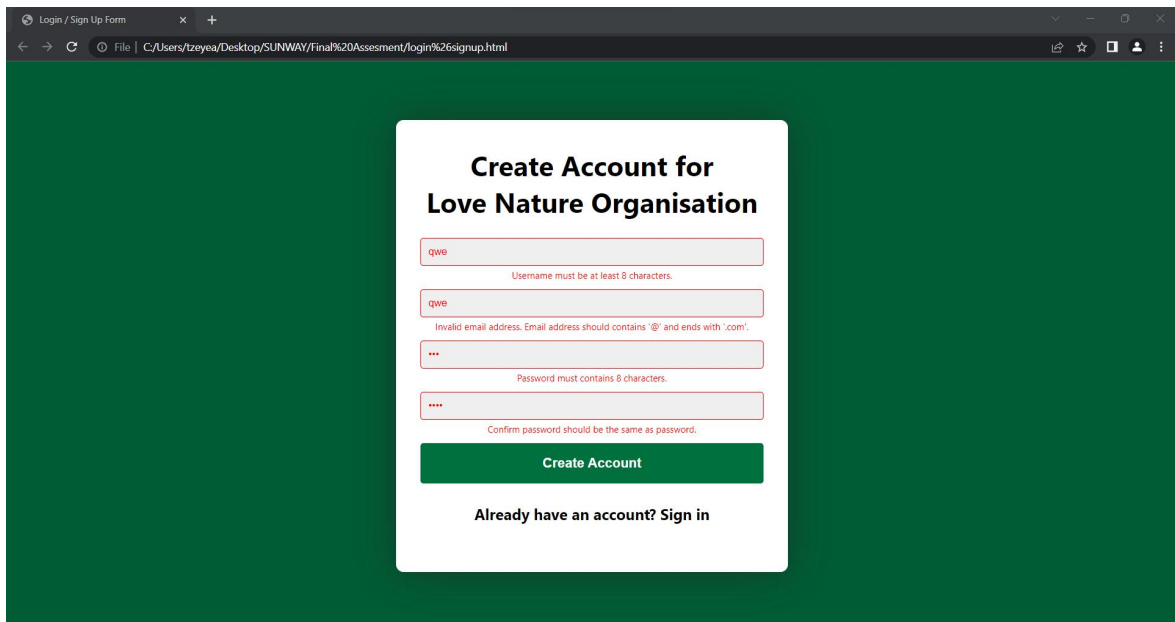 Login / Sign Up Form
File | C:/Users/tzeyea/Desktop/SUNWAY/Final%20Assesment/login%26signup.html
Create Account for
Love Nature Organisation
qwe
Username must be at least 8 characters.
qwe
Invalid email address. Email address should contains '@' and ends with '.com'.
•••
Password must contains 8 characters.
••••
Confirm password should be the same as password.
Create Account
Already have an account? Sign in